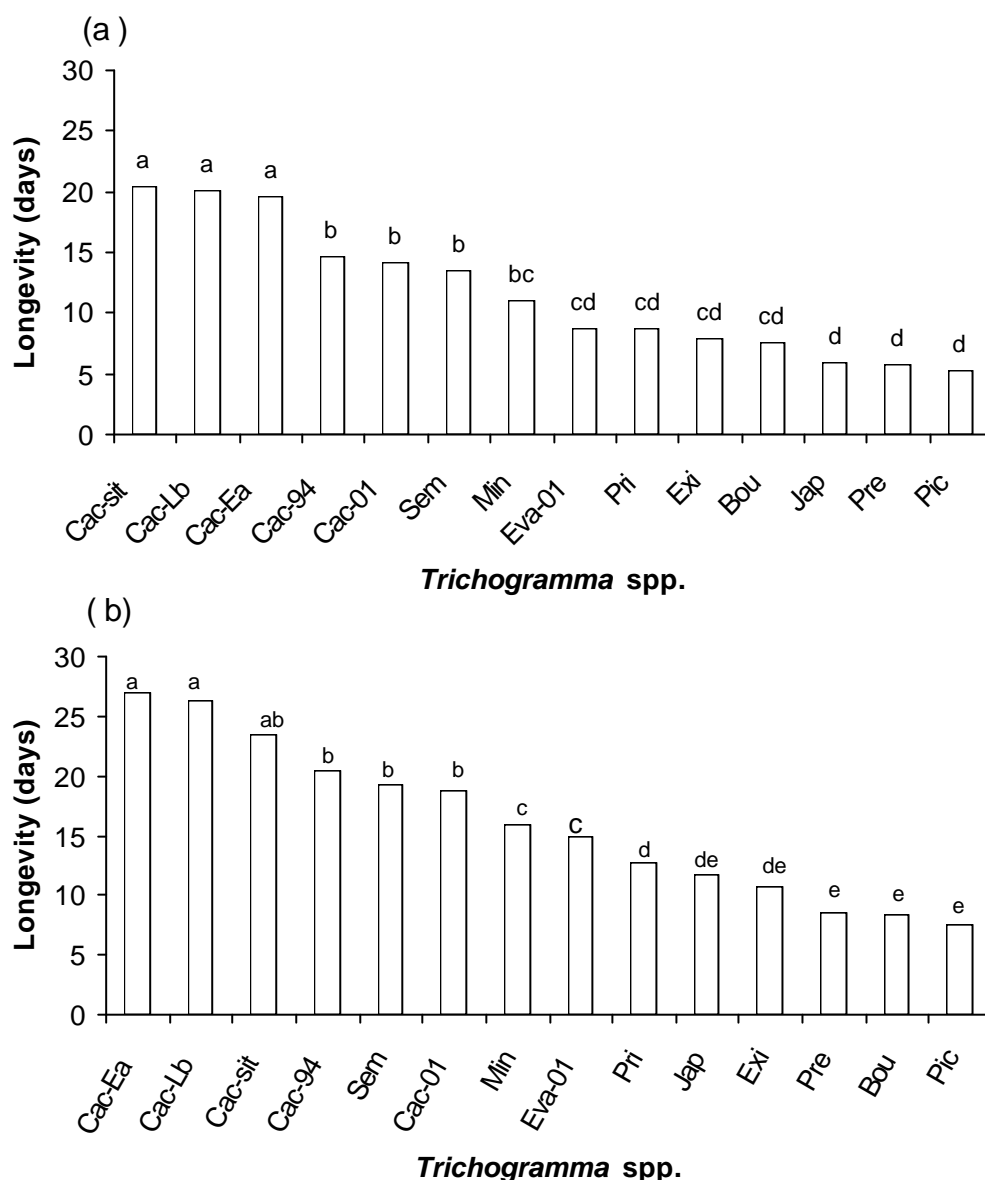 (a )
30
25
20
15
10
5
0
Longevity (days)
a a a b b b bc cd cd cd cd d d d
Cac-sit Cac-Lb Cac-Ea Cac-94 Cac-01 Sem Min Eva-01 Pri Exi Bou Jap Pre Pic
Trichogramma spp.
( b)
30
25
20
15
10
5
0
Longevity (days)
a a ab b b b c c d de de e e e
Cac-Ea Cac-Lb Cac-sit Cac-94 Sem Cac-01 Min Eva-01 Pri Jap Exi Pre Bou Pic
Trichogramma spp.